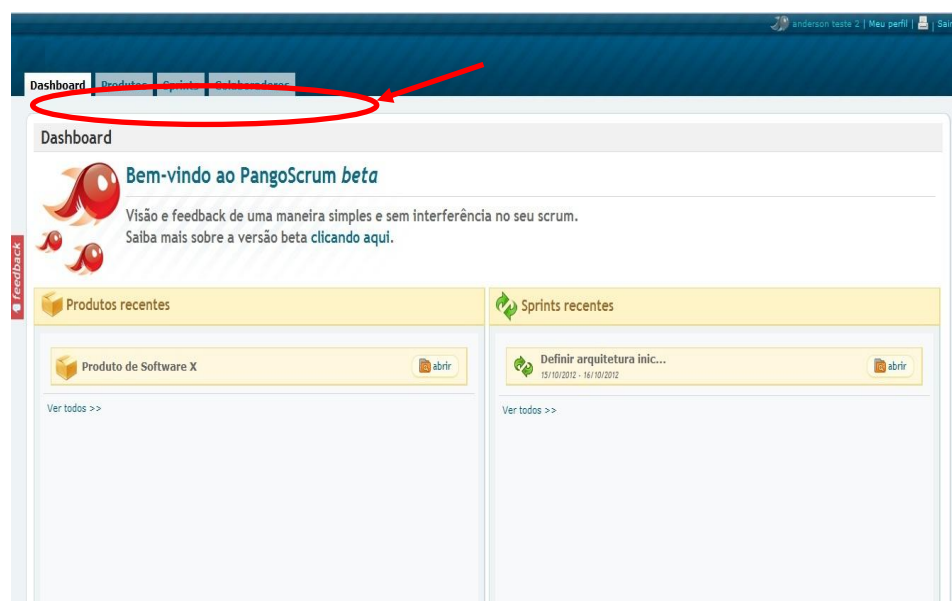 anderson teste 2 | Meu perfil | | Sair
Dashboard Produtos Sprints Colaboradores
Dashboard
Bem-vindo ao PangoScrum beta
Visão e feedback de uma maneira simples e sem interferência no seu scrum.
Saiba mais sobre a versão beta clicando aqui.
feedback
Produtos recentes
Sprints recentes
Produto de Software X
abrir
Definir arquitetura inic...
15/10/2012 - 16/10/2012
abrir
Ver todos >>
Ver todos >>